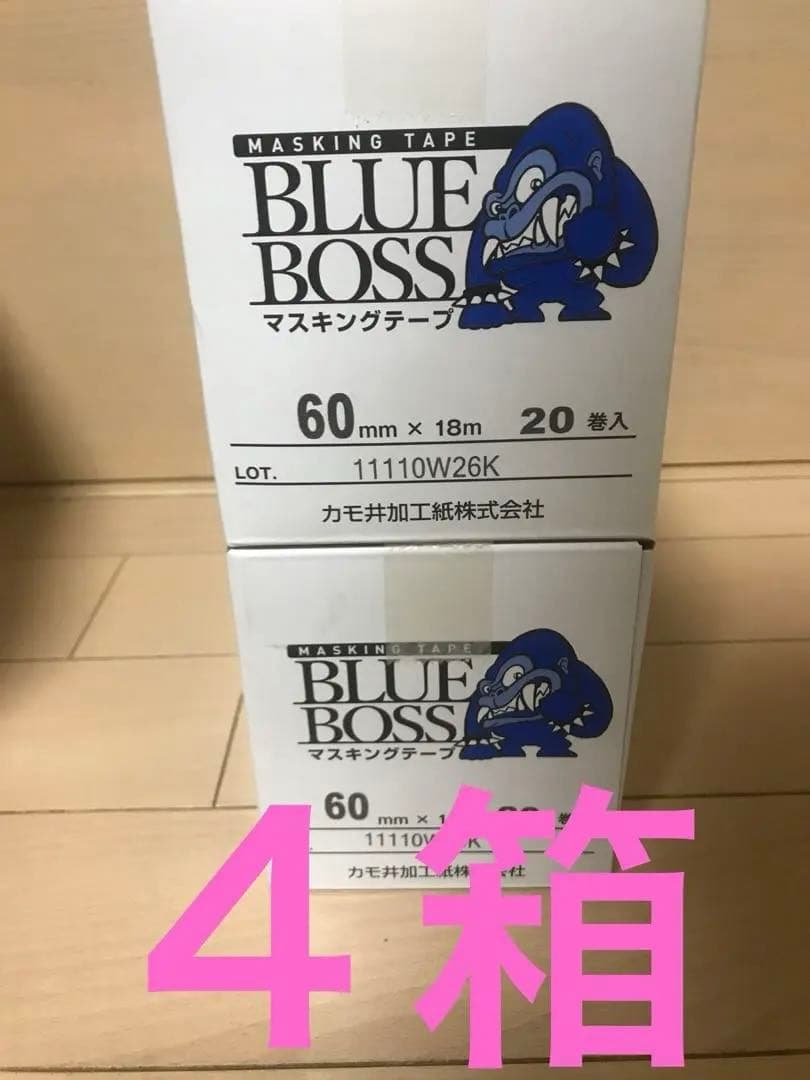 MASKING TAPE
BLUE
BOSS
マスキングテープ
60mm × 18m 20 巻入
LOT. 11110W26K
カモ井加工紙株式会社
MASKING TAPE
BLUE
BOSS
マスキングテープ
60 mm ×
11110W
カモ井加工紙株 会社
4箱